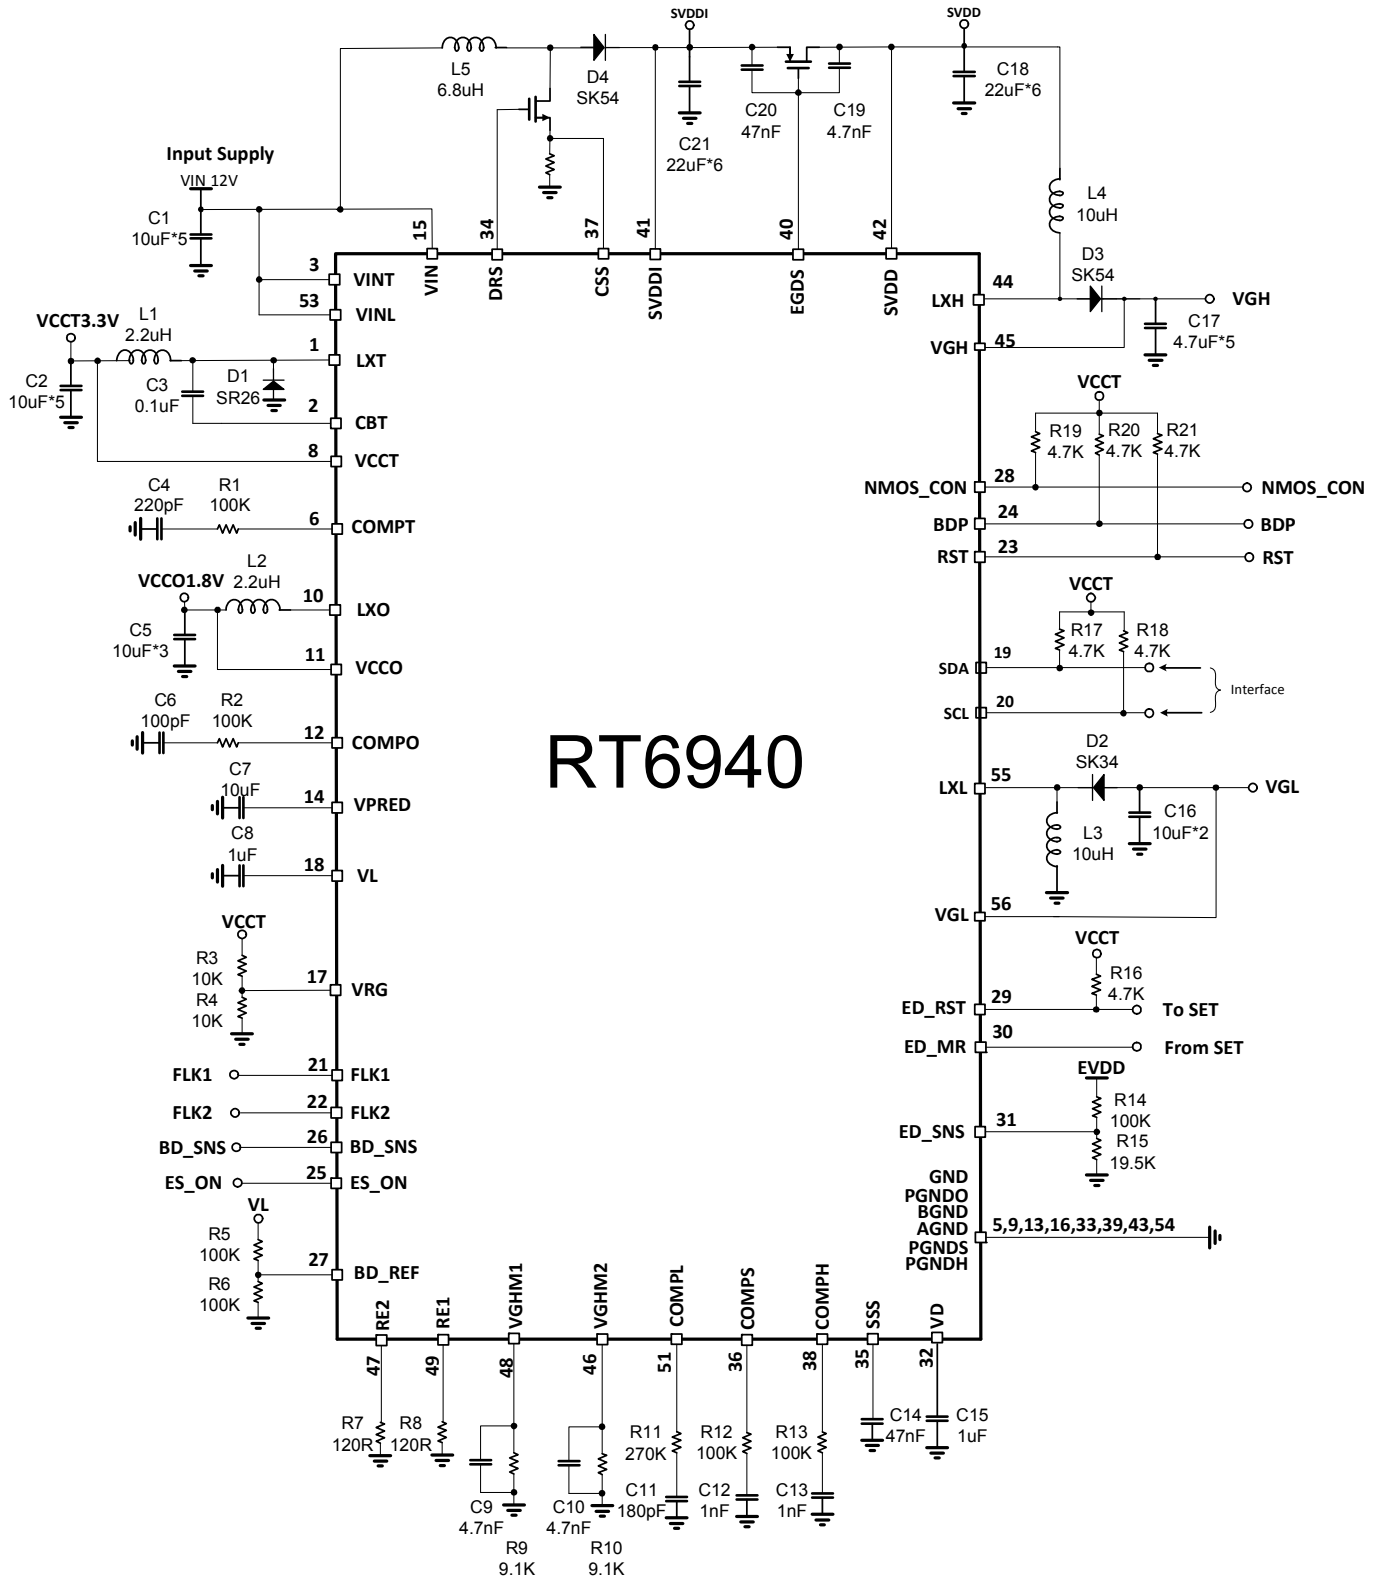 SVDDI
SVDD
L5
6.8uH
D4
SK54
C21
22uF*6
C20
47nF
C19
4.7nF
C18
22uF*6
Input Supply
VIN 12V
C1
10uF*5
L4
10uH
15
34
37
41
40
42
VIN
DRS
CSS
SVDDI
EGDS
SVDD
3
VINT
53
VINL
VCCT3.3V
L1
2.2uH
1
LXT
C2
10uF*5
C3
0.1uF
D1
SR26
2
CBT
8
VCCT
C4
220pF
R1
100K
6
COMPT
L2
2.2uH
VCCO1.8V
10
LXO
C5
10uF*3
11
VCCO
C6
100pF
R2
100K
12
COMPO
C7
10uF
14
VPRED
C8
1uF
18
VL
VCCT
R3
10K
R4
10K
17
VRG
FLK1
21
FLK1
FLK2
22
FLK2
BD_SNS
26
BD_SNS
ES_ON
25
ES_ON
VL
R5
100K
R6
100K
27
BD_REF
RT6940
D3
SK54
LXH
44
VGH
C17
4.7uF*5
VGH
45
VCCT
R19
4.7K
R20
4.7K
R21
4.7K
NMOS_CON
28
NMOS_CON
BDP
24
BDP
RST
23
RST
VCCT
R17
4.7K
R18
4.7K
SDA
19
SCL
20
Interface
D2
SK34
LXL
55
VGL
L3
10uH
C16
10uF*2
VGL
56
VCCT
R16
4.7K
ED_RST
29
To SET
ED_MR
30
From SET
EVDD
R14
100K
ED_SNS
31
R15
19.5K
GND
PGNDO
BGND
AGND
PGNDS
PGNDH
5,9,13,16,33,39,43,54
RE2
RE1
VGHM1
VGHM2
COMPL
COMPS
COMPH
SSS
VD
47
49
48
46
51
36
38
35
32
R7
120R
R8
120R
C9
4.7nF
R9
9.1K
C10
4.7nF
R10
9.1K
R11
270K
C11
180pF
R12
100K
C12
1nF
R13
100K
C13
1nF
C14
47nF
C15
1uF